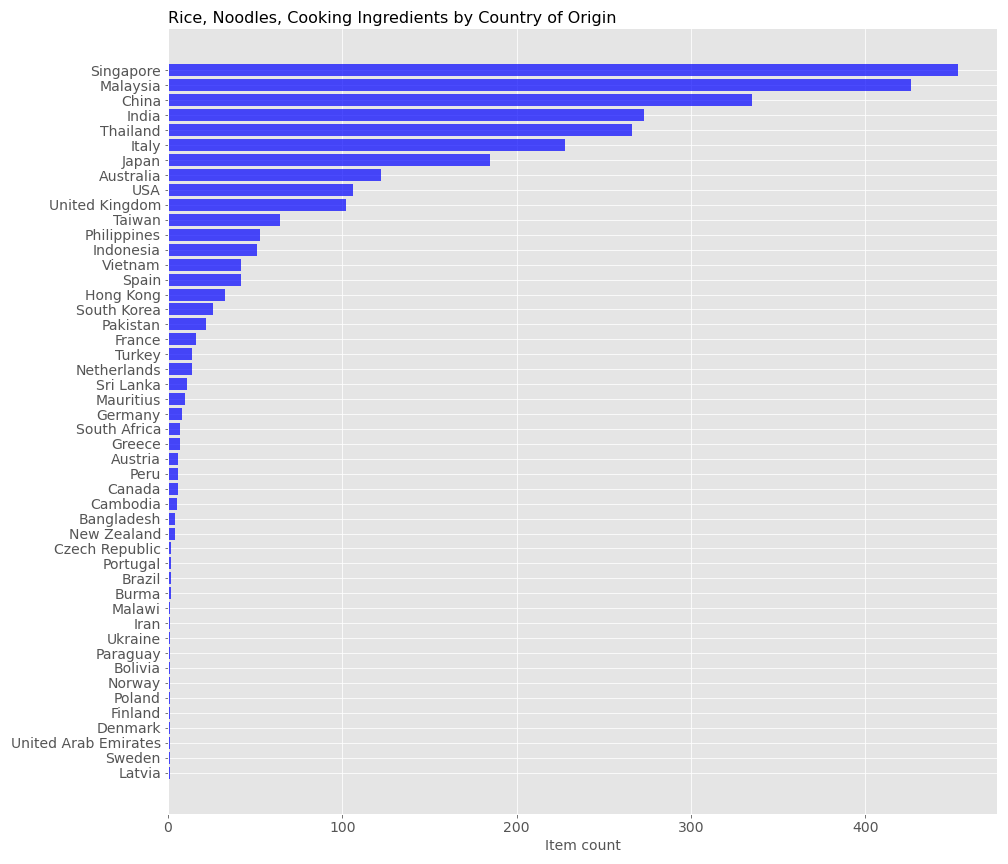 Rice, Noodles, Cooking Ingredients by Country of Origin
Singapore
Malaysia
China
India
Thailand
Italy
Japan
Australia
USA
United Kingdom
Taiwan
Philippines
Indonesia
Vietnam
Spain
Hong Kong
South Korea
Pakistan
France
Turkey
Netherlands
Sri Lanka
Mauritius
Germany
South Africa
Greece
Austria
Peru
Canada
Cambodia
Bangladesh
New Zealand
Czech Republic
Portugal
Brazil
Burma
Malawi
Iran
Ukraine
Paraguay
Bolivia
Norway
Poland
Finland
Denmark
United Arab Emirates
Sweden
Latvia
0 100 200 300 400
Item count